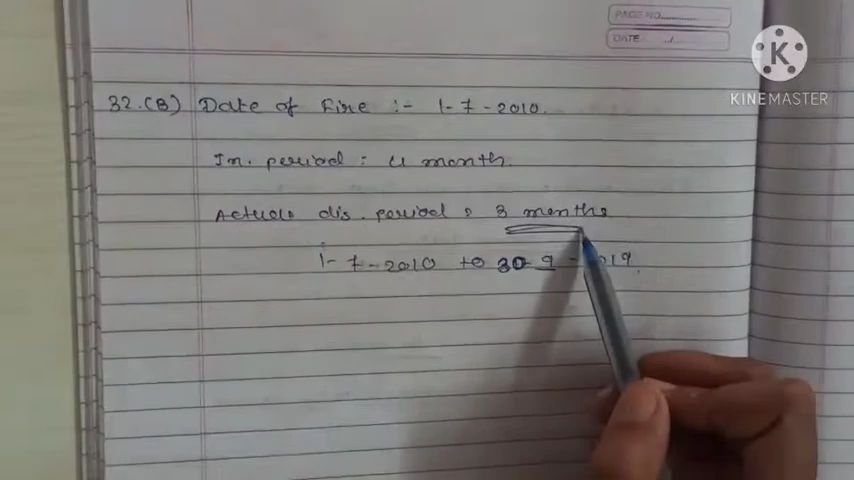 PAGE NO.
DATE
K
KINEMASTER
32.(B) Date of Fire :- 1-7-2010.
In. period : 4 month.
Actual dis. period : 3 months
1-7-2010 to 30-9-2019.